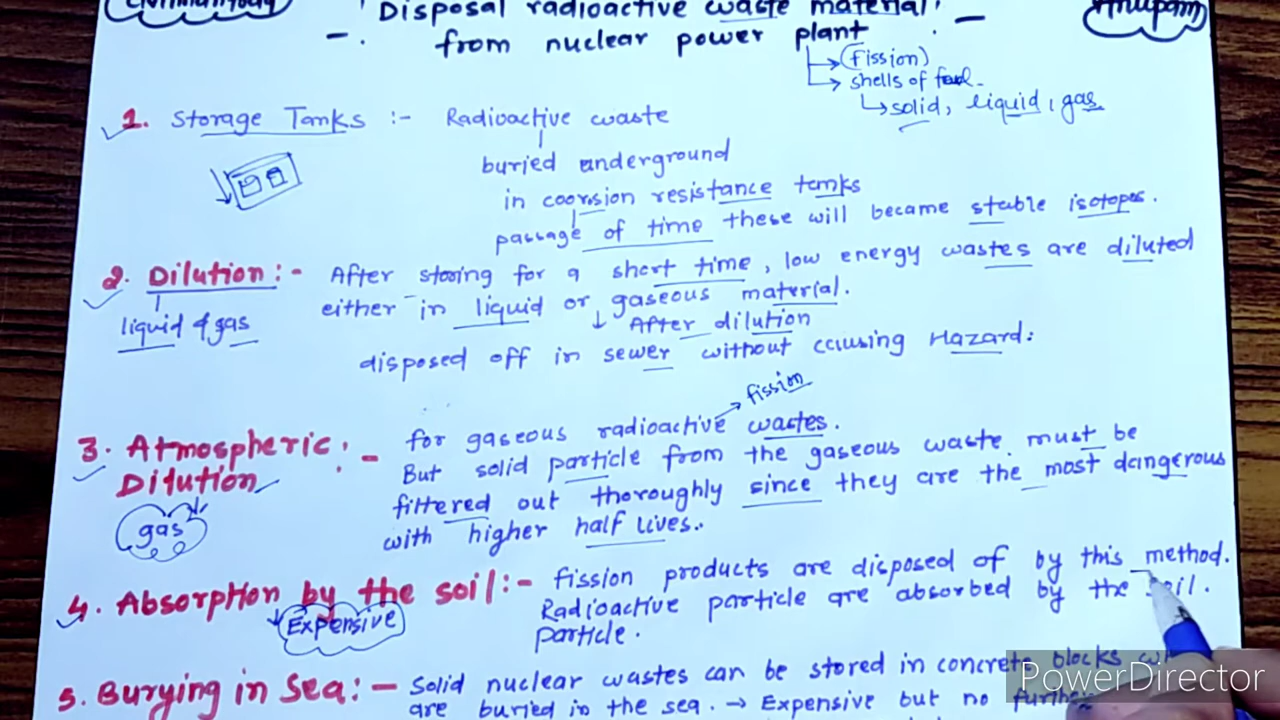 Disposal radioactive waste material
Anupam
from nuclear power plant
(fission)
shells of fuel
solid, liquid, gas
1. Storage Tanks :- Radioactive waste
buried underground
in coorsion resistance tanks
passage of time these will became stable isotopes.
2. Dilution :- After storing for a short time, low energy wastes are diluted
either in liquid or gaseous material.
liquid & gas
After dilution
disposed off in sewer without causing Hazard.
fission
3. Atmospheric Dilution - for gaseous radioactive wastes.
But solid particle from the gaseous waste must be
filtered out thoroughly since they are the most dangerous
gas
with higher half lives..
4. Absorption by the soil :- fission products are disposed of by this method.
Radioactive particle are absorbed by the soil.
Expensive
particle.
5. Burying in Sea :- Solid nuclear wastes can be stored in concrete blocks
are buried in the sea. → Expensive but no further
PowerDirector